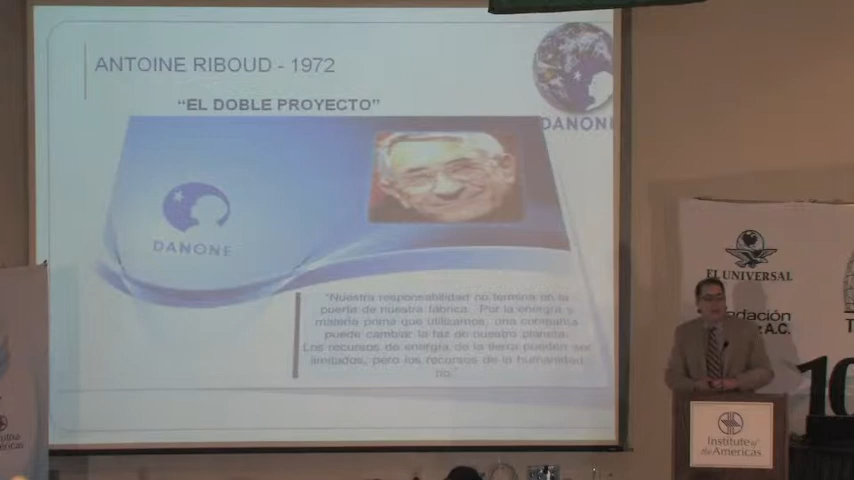 ANTOINE RIBOUD - 1972
“EL DOBLE PROYECTO”
DANONE
DANONE
“Nuestra responsabilidad no termina en la
puerta de nuestra fábrica. Por la energía y
materia prima que utilizamos, una compañía
puede cambiar la faz de nuestro planeta.
Los recursos de energía de la tierra pueden ser
limitados, pero los recursos de la humanidad
no.”
EL UNIVERSAL
A.C.
10
Institute of
the Americas